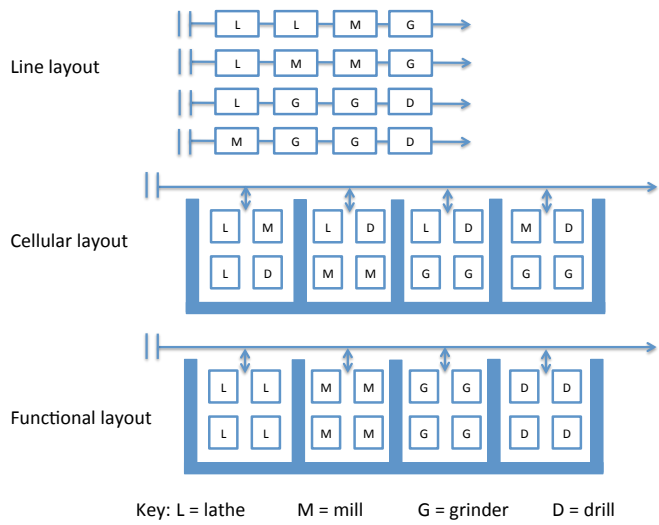 L L M G
Line layout
L M M G
L G G D
M G G D
L M L D L D M D
Cellular layout
L D M M G G G G
L L M M G G D D
Functional layout
L L M M G G D D
Key: L = lathe M = mill G = grinder D = drill